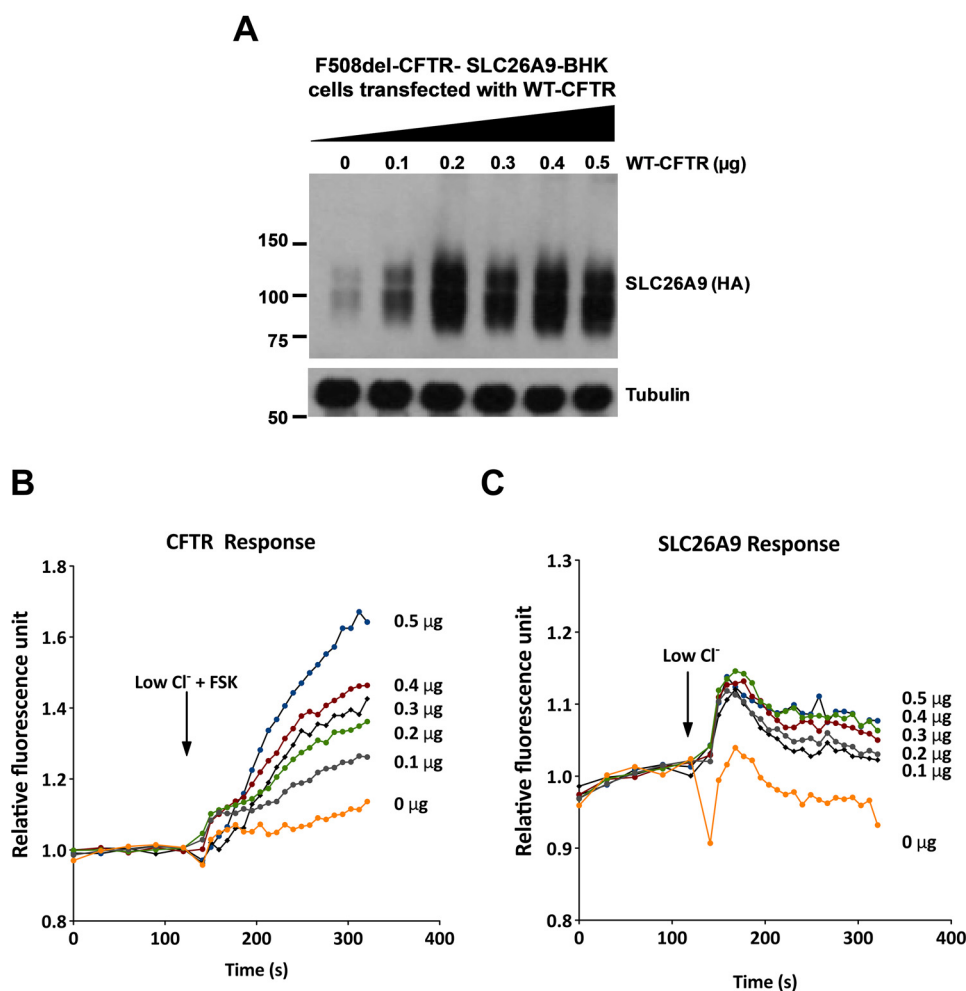 A
F508del-CFTR- SLC26A9-BHK
cells transfected with WT-CFTR
0 0.1 0.2 0.3 0.4 0.5 WT-CFTR (µg)
150
100
75
SLC26A9 (HA)
Tubulin
50
B
CFTR Response
Relative fluorescence unit
1.8
1.6
1.4
1.2
1.0
0.8
Low Cl⁻ + FSK
0.5 µg
0.4 µg
0.3 µg
0.2 µg
0.1 µg
0 µg
0 100 200 300 400
Time (s)
C
SLC26A9 Response
Relative fluorescence unit
1.3
1.2
1.1
1.0
0.9
0.8
Low Cl⁻
0.5 µg
0.4 µg
0.3 µg
0.2 µg
0.1 µg
0 µg
0 100 200 300 400
Time (s)